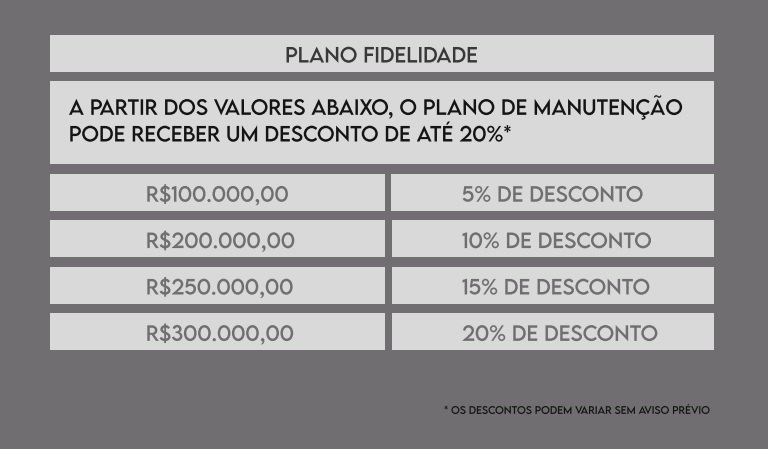 PLANO FIDELIDADE
A PARTIR DOS VALORES ABAIXO, O PLANO DE MANUTENÇÃO
PODE RECEBER UM DESCONTO DE ATÉ 20%*
R$100.000,00 5% DE DESCONTO
R$200.000,00 10% DE DESCONTO
R$250.000,00 15% DE DESCONTO
R$300.000,00 20% DE DESCONTO
* OS DESCONTOS PODEM VARIAR SEM AVISO PRÉVIO